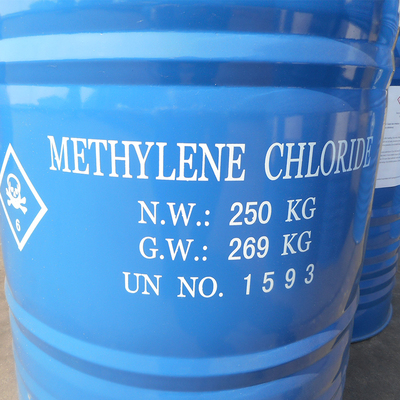 METHYLENE CHLORIDE
N.W.: 250 KG
G.W.: 269 KG
UN NO. 1593
6